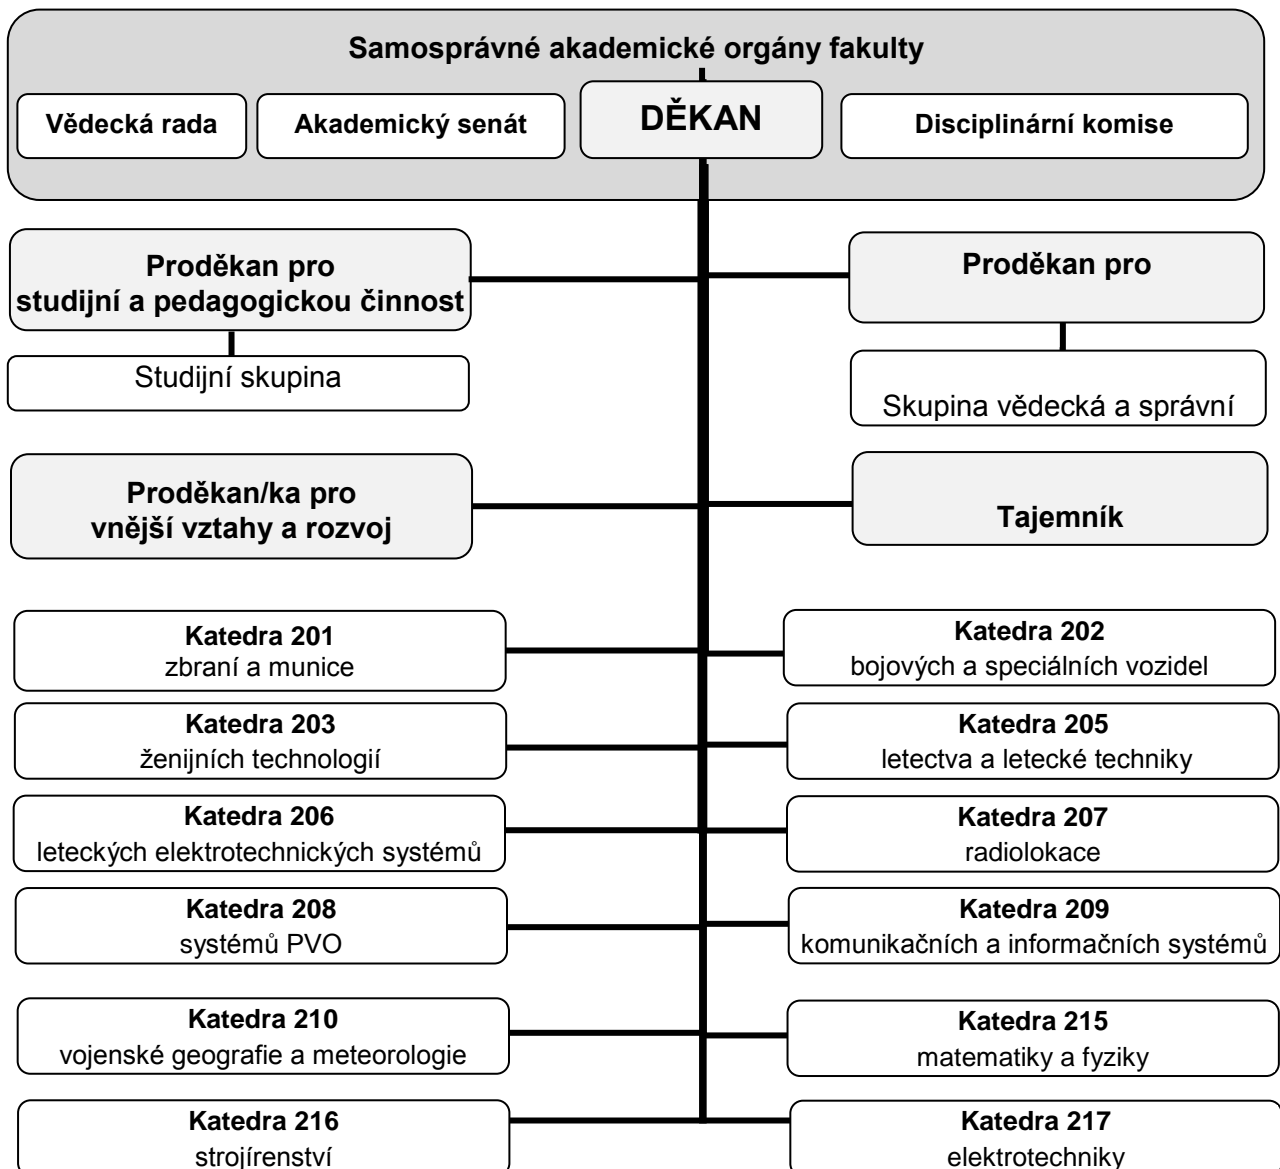 Samosprávné akademické orgány fakulty
Vědecká rada
Akademický senát
DĚKAN
Disciplinární komise
Proděkan pro
studijní a pedagogickou činnost
Proděkan pro
Studijní skupina
Skupina vědecká a správní
Proděkan/ka pro
vnější vztahy a rozvoj
Tajemník
Katedra 201
zbraní a munice
Katedra 202
bojových a speciálních vozidel
Katedra 203
ženijních technologií
Katedra 205
letectva a letecké techniky
Katedra 206
leteckých elektrotechnických systémů
Katedra 207
radiolokace
Katedra 208
systémů PVO
Katedra 209
komunikačních a informačních systémů
Katedra 210
vojenské geografie a meteorologie
Katedra 215
matematiky a fyziky
Katedra 216
strojírenství
Katedra 217
elektrotechniky